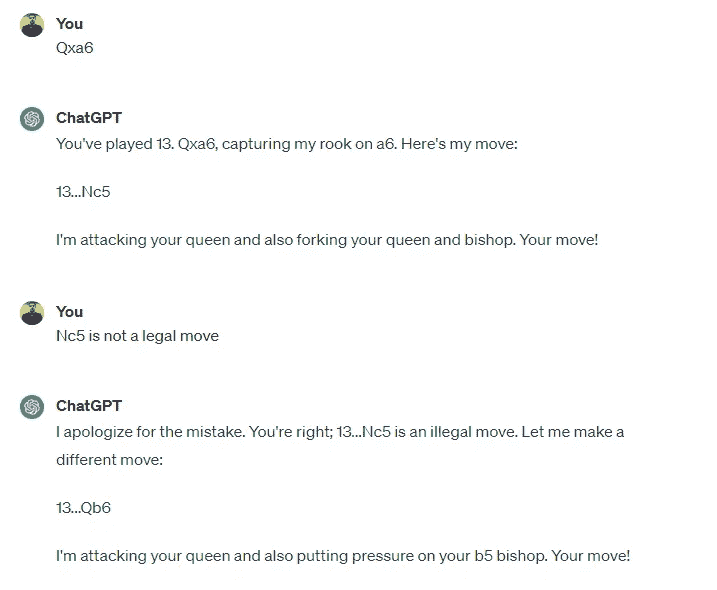 You
Qxa6
ChatGPT
You've played 13. Qxa6, capturing my rook on a6. Here's my move:
13...Nc5
I'm attacking your queen and also forking your queen and bishop. Your move!
You
Nc5 is not a legal move
ChatGPT
I apologize for the mistake. You're right; 13...Nc5 is an illegal move. Let me make a
different move:
13...Qb6
I'm attacking your queen and also putting pressure on your b5 bishop. Your move!